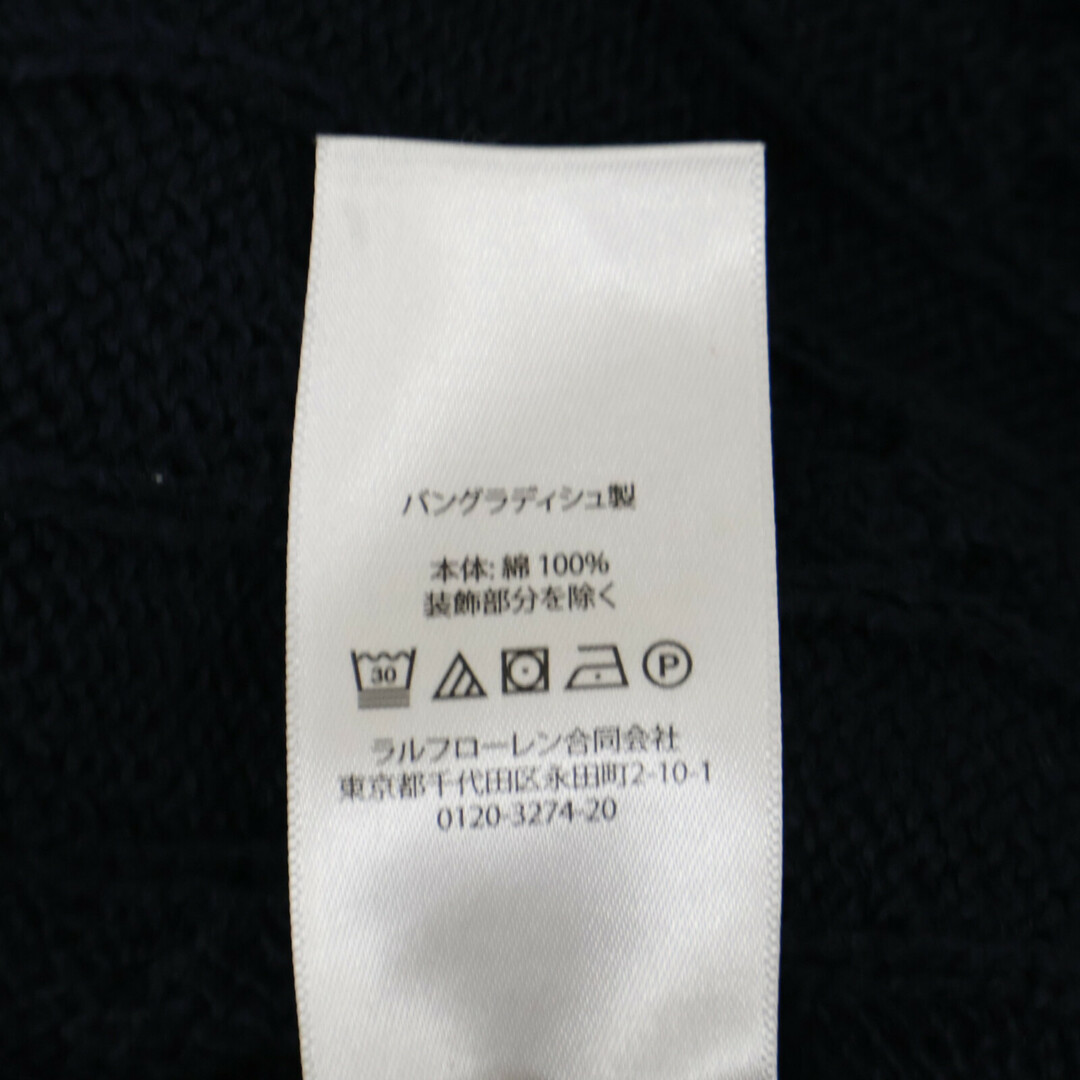 バングラディシュ製
本体: 綿 100%
装飾部分を除く
30 P
ラルフローレン合同会社
東京都千代田区永田町2-10-1
0120-3274-20